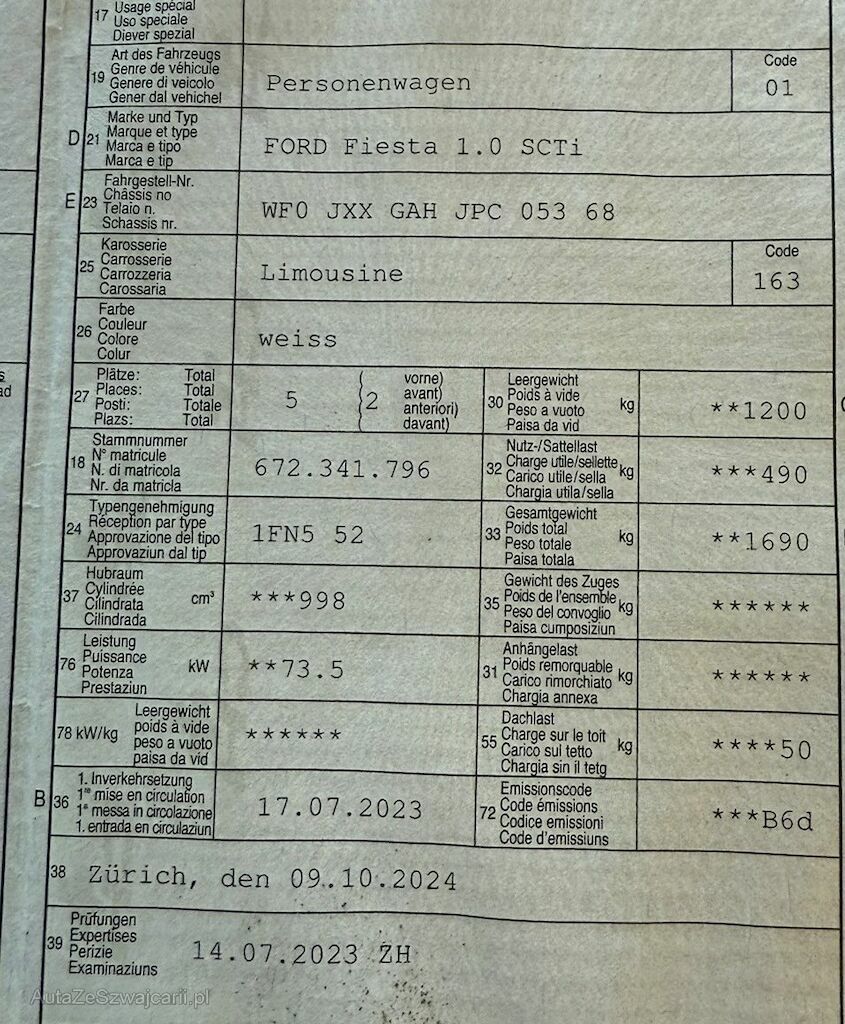 17 Usage spécial
Uso speciale
Diever spezial
19 Art des Fahrzeugs
Genre de véhicule
Genere di veicolo
Gener dal vehichel
Personenwagen
Code
01
D 21 Marke und Typ
Marque et type
Marca e tipo
Marca e tip
FORD Fiesta 1.0 SCTi
E 23 Fahrgestell-Nr.
Châssis no
Telaio n.
Schassis nr.
WF0 JXX GAH JPC 053 68
25 Karosserie
Carrosserie
Carrozzeria
Carossaria
Limousine
Code
163
26 Farbe
Couleur
Colore
Colur
weiss
27 Plätze: Total
Places: Total
Posti: Totale
Plazs: Total
5 ( 2 vorne)
( avant)
( anteriori)
( davant)
30 Leergewicht
Poids à vide
Peso a vuoto
Paisa da vid
kg
**1200
18 Stammnummer
N° matricule
N. di matricola
Nr. da matricla
672.341.796
32 Nutz-/Sattellast
Charge utile/sellette
Carico utile/sella
Chargia utila/sella
kg
***490
24 Typengenehmigung
Réception par type
Approvazione del tipo
Approvaziun dal tip
1FN5 52
33 Gesamtgewicht
Poids total
Peso totale
Paisa totala
kg
**1690
37 Hubraum
Cylindrée
Cilindrata
Cilindrada
cm³
***998
35 Gewicht des Zuges
Poids de l'ensemble
Peso del convoglio
Paisa cumposiziun
kg
******
76 Leistung
Puissance
Potenza
Prestaziun
kW
**73.5
31 Anhängelast
Poids remorquable
Carico rimorchiato
Chargia annexa
kg
******
78 kW/kg Leergewicht
poids à vide
peso a vuoto
paisa da vid
******
55 Dachlast
Charge sur le toit
Carico sul tetto
Chargia sin il tetg
kg
****50
B 36 1. Inverkehrsetzung
1re mise en circulation
1a messa in circolazione
1. entrada en circulaziun
17.07.2023
72 Emissionscode
Code émissions
Codice emissioni
Code d'emissiuns
***B6d
38 Zürich, den 09.10.2024
39 Prüfungen
Expertises
Perizie
Examinaziuns
14.07.2023 ZH
AutaZeSzwajcarii.pl